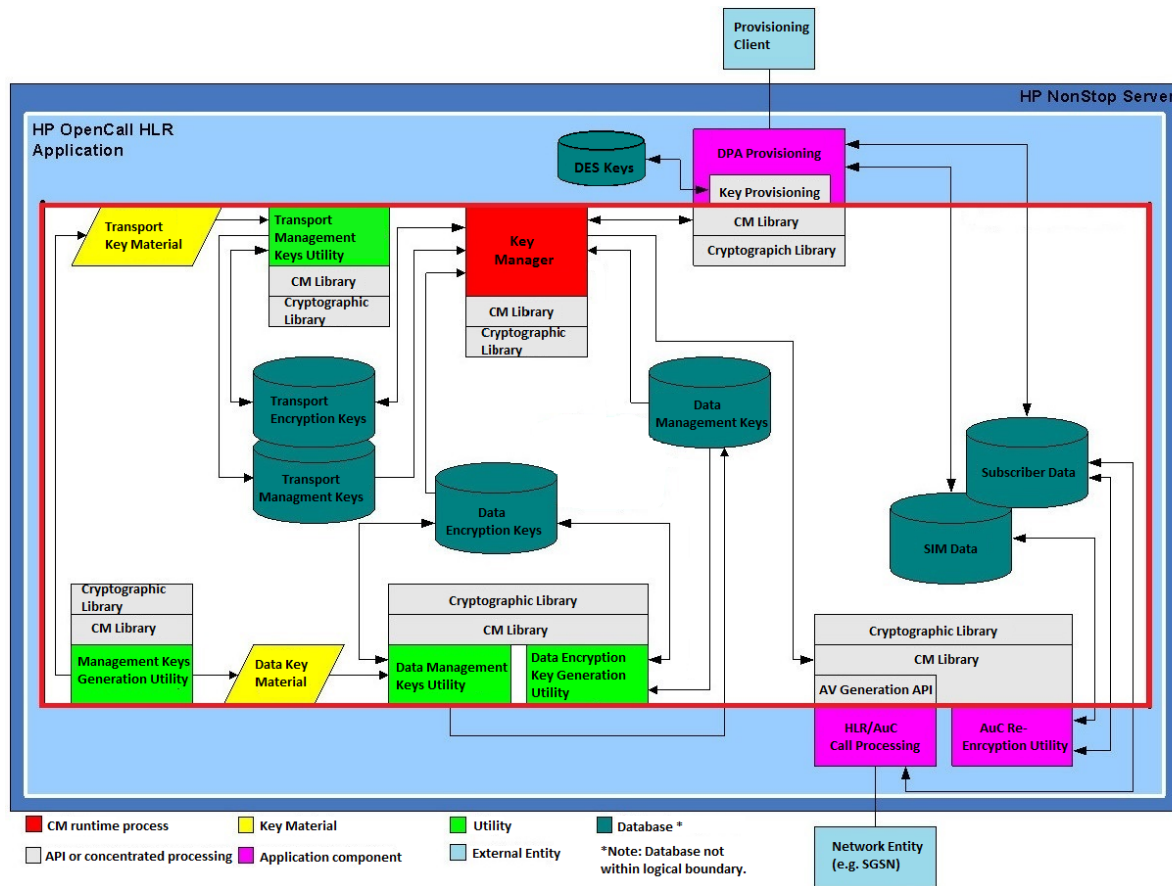 Provisioning
Client
HP NonStop Server
HP OpenCall HLR
Application
DES Keys
DPA Provisioning
Key Provisioning
CM Library
Cryptograpich Library
Transport
Key Material
Transport
Management
Keys Utility
CM Library
Cryptographic
Library
Key
Manager
CM Library
Cryptographic
Library
Transport
Encryption Keys
Transport
Managment Keys
Data
Management Keys
Data
Encryption Keys
Subscriber Data
SIM Data
Cryptographic
Library
CM Library
Management Keys
Generation Utility
Data Key
Material
Cryptographic Library
CM Library
Data Management
Keys Utility
Data Encryption
Key Generation
Utility
Cryptographic Library
CM Library
AV Generation API
HLR/AuC
Call Processing
AuC Re-
Enrcyption Utility
CM runtime process
Key Material
Utility
Database *
API or concentrated processing
Application component
External Entity
*Note: Database not
within logical boundary.
Network Entity
(e.g. SGSN)